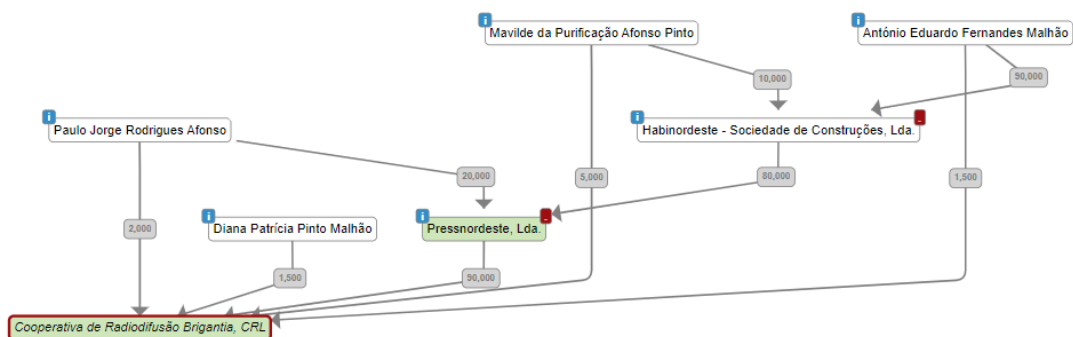 Mavilde da Purificação Afonso Pinto
António Eduardo Fernandes Malhão
10,000
90,000
Paulo Jorge Rodrigues Afonso
Habinordeste - Sociedade de Construções, Lda.
20,000
5,000
80,000
1,500
2,000
Diana Patrícia Pinto Malhão
Pressnordeste, Lda.
1,500
90,000
Cooperativa de Radiodifusão Brigantia, CRL